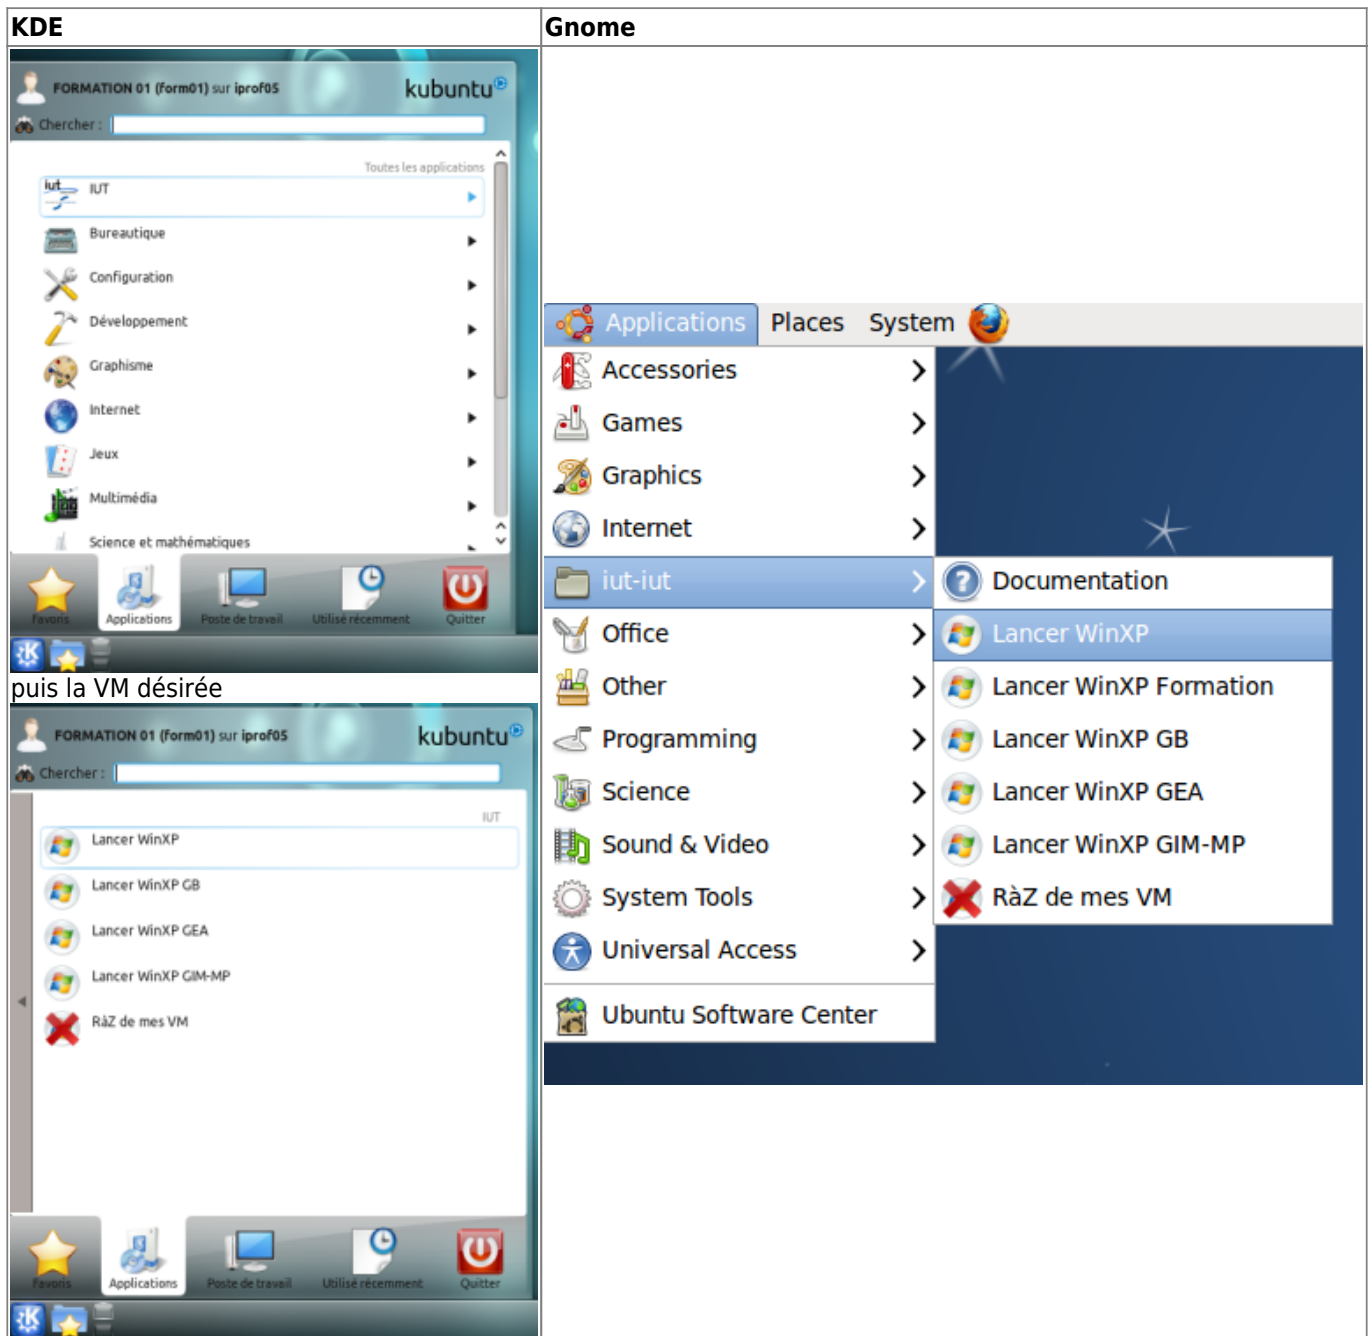 KDE
Gnome
FORMATION 01 (form01) sur iprof05
kubuntu
Chercher :
Toutes les applications
iut
IUT
Bureautique
Configuration
Développement
Graphisme
Internet
Jeux
Multimédia
Science et mathématiques
Favoris
Applications
Poste de travail
Utilisé récemment
Quitter
puis la VM désirée
FORMATION 01 (form01) sur iprof05
kubuntu
Chercher :
IUT
Lancer WinXP
Lancer WinXP GB
Lancer WinXP GEA
Lancer WinXP GIM-MP
RàZ de mes VM
Favoris
Applications
Poste de travail
Utilisé récemment
Quitter
Applications Places System
Accessories
Games
Graphics
Internet
iut-iut
Office
Other
Programming
Science
Sound & Video
System Tools
Universal Access
Ubuntu Software Center
Documentation
Lancer WinXP
Lancer WinXP Formation
Lancer WinXP GB
Lancer WinXP GEA
Lancer WinXP GIM-MP
RàZ de mes VM